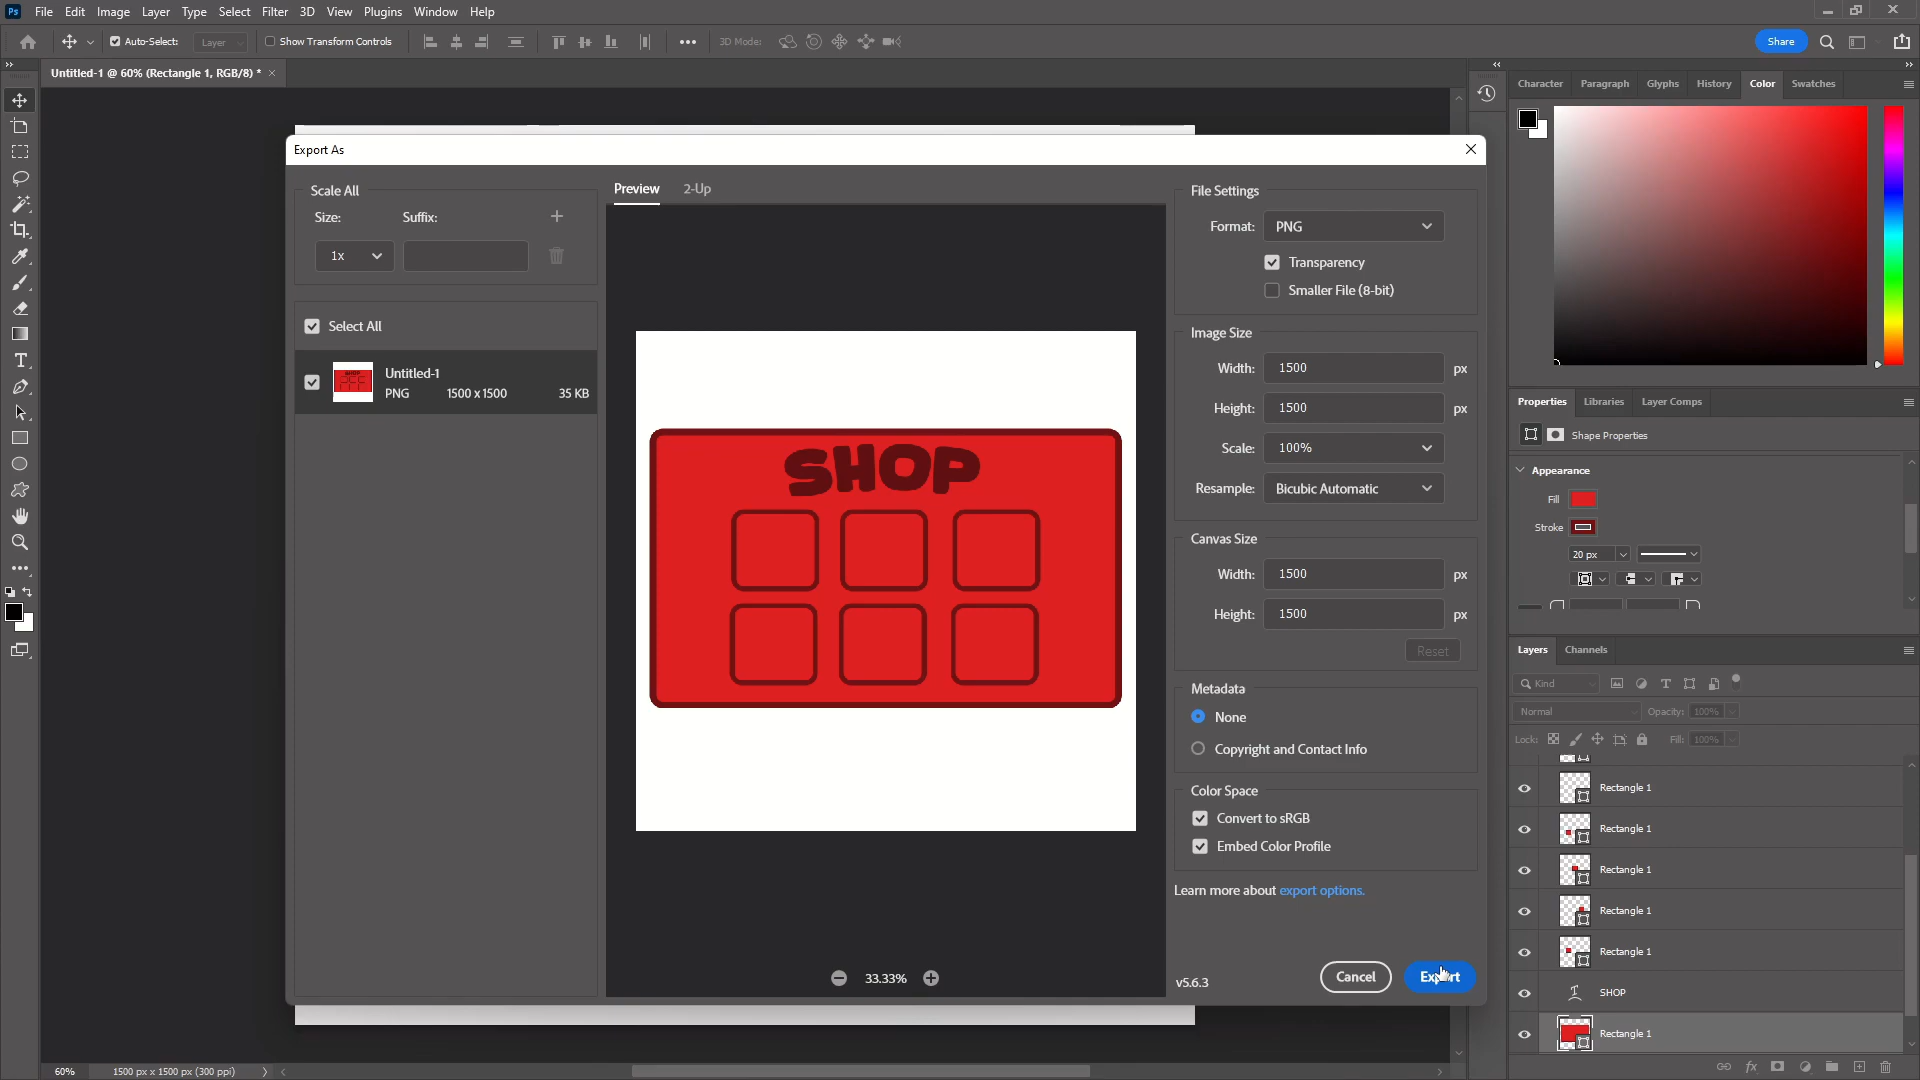 Ps File Edit Image Layer Type Select Filter 3D View Plugins Window Help
Auto-Select: Layer Show Transform Controls 3D Mode: Share
Untitled-1 @ 60% (Rectangle 1, RGB/8) *
Character Paragraph Glyphs History Color Swatches
Export As
Scale All
Size: Suffix:
1x
Select All
Untitled-1
PNG 1500 x 1500 35 KB
Preview 2-Up
SHOP
33.33%
File Settings
Format: PNG
Transparency
Smaller File (8-bit)
Image Size
Width: 1500 px
Height: 1500 px
Scale: 100%
Resample: Bicubic Automatic
Canvas Size
Width: 1500 px
Height: 1500 px
Reset
Metadata
None
Copyright and Contact Info
Color Space
Convert to sRGB
Embed Color Profile
Learn more about export options.
v5.6.3 Cancel Export
Properties Libraries Layer Comps
Shape Properties
Appearance
Fill
Stroke
20 px
Layers Channels
Kind
Normal Opacity: 100%
Lock: Fill: 100%
Rectangle 1
Rectangle 1
Rectangle 1
Rectangle 1
Rectangle 1
SHOP
Rectangle 1
60% 1500 px x 1500 px (300 ppi)
fx